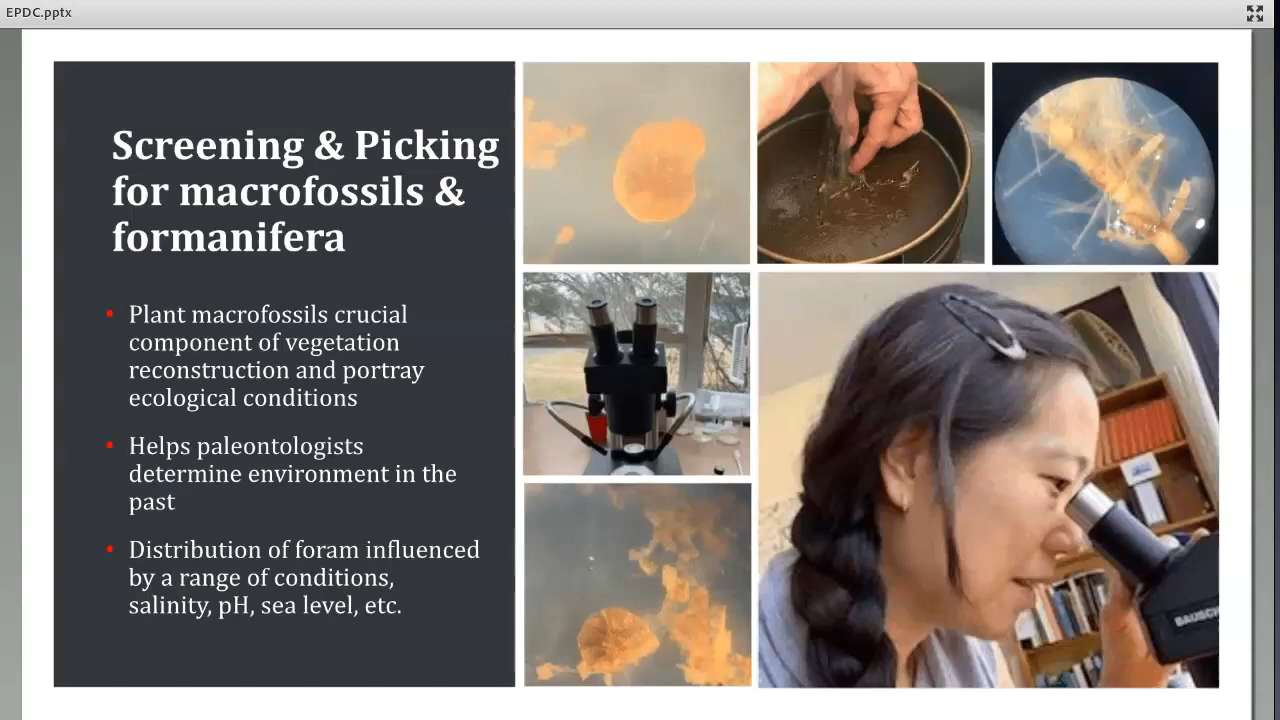 EPDC.pptx
Screening & Picking
for macrofossils &
formanifera
• Plant macrofossils crucial
component of vegetation
reconstruction and portray
ecological conditions
• Helps paleontologists
determine environment in the
past
• Distribution of foram influenced
by a range of conditions,
salinity, pH, sea level, etc.
BAUSCH